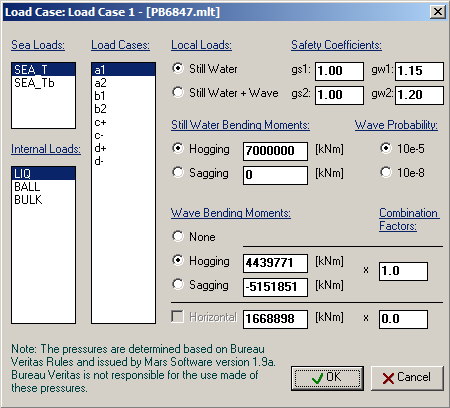 Load Case: Load Case 1 - [PB6847.mlt]
Sea Loads:
SEA_T
SEA_Tb
Internal Loads:
LIQ
BALL
BULK
Load Cases:
a1
a2
b1
b2
c+
c-
d+
d-
Local Loads:
Still Water
Still Water + Wave
Safety Coefficients:
gs1: 1.00 gw1: 1.15
gs2: 1.00 gw2: 1.20
Still Water Bending Moments:
Hogging 7000000 [kNm]
Sagging 0 [kNm]
Wave Probability:
10e-5
10e-8
Wave Bending Moments:
None
Hogging 4439771 [kNm]
Sagging -5151851 [kNm]
Combination
Factors:
x 1.0
Horizontal 1668898 [kNm] x 0.0
Note: The pressures are determined based on Bureau
Veritas Rules and issued by Mars Software version 1.9a.
Bureau Veritas is not responsible for the use made of
these pressures.
OK
Cancel